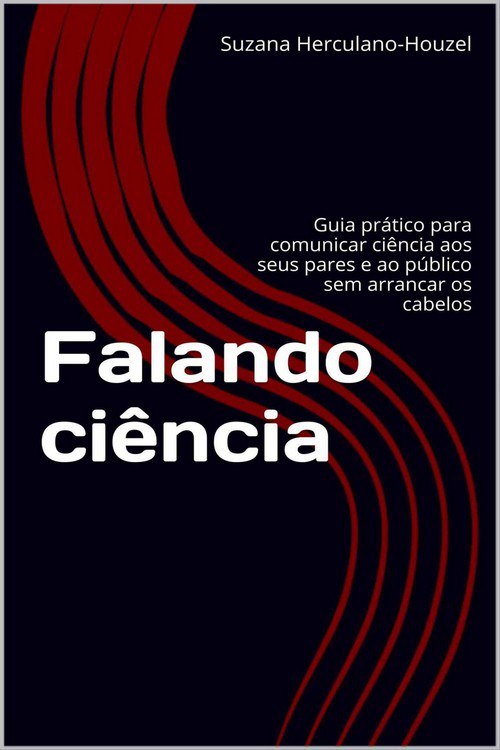 Suzana Herculano-Houzel
Guia prático para
comunicar ciência aos
seus pares e ao público
sem arrancar os
cabelos
Falando
ciência